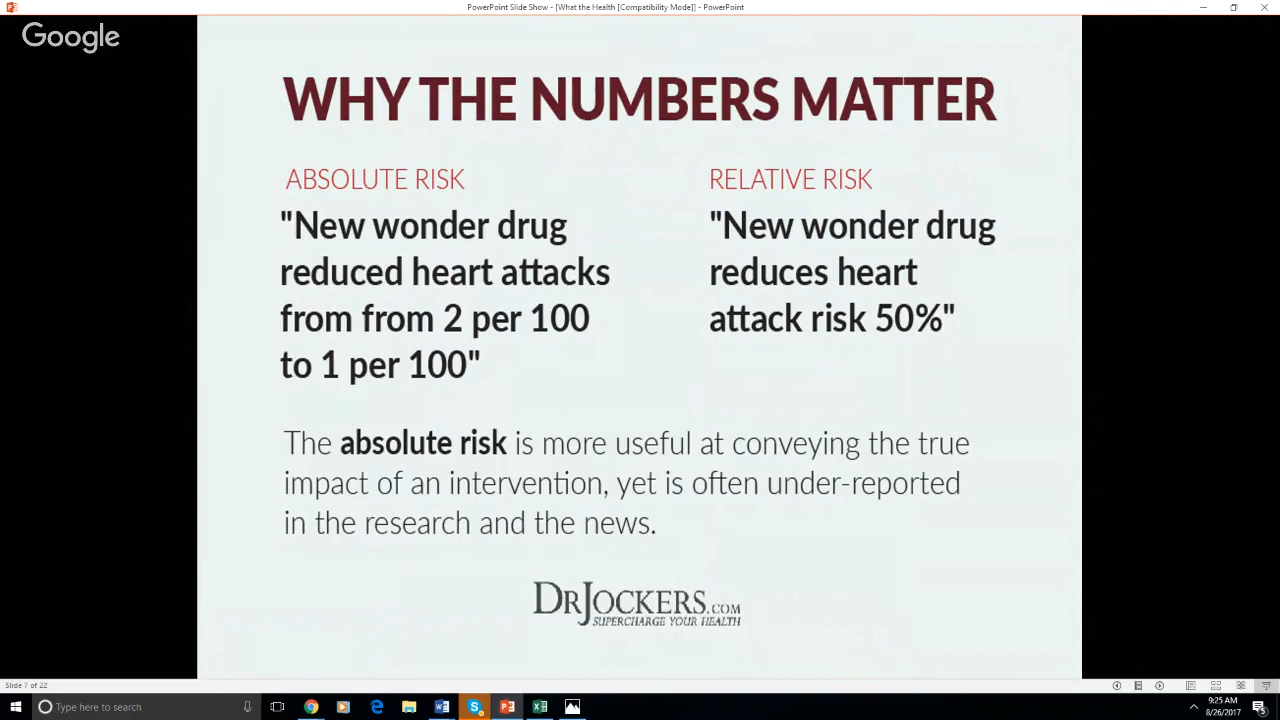 PowerPoint Slide Show - [What the Health [Compatibility Mode]] - PowerPoint
Google
WHY THE NUMBERS MATTER
ABSOLUTE RISK
"New wonder drug
reduced heart attacks
from from 2 per 100
to 1 per 100"
RELATIVE RISK
"New wonder drug
reduces heart
attack risk 50%"
The absolute risk is more useful at conveying the true
impact of an intervention, yet is often under-reported
in the research and the news.
DRJOCKERS.COM
SUPERCHARGE YOUR HEALTH
Slide 7 of 22
Type here to search
9:25 AM
8/26/2017